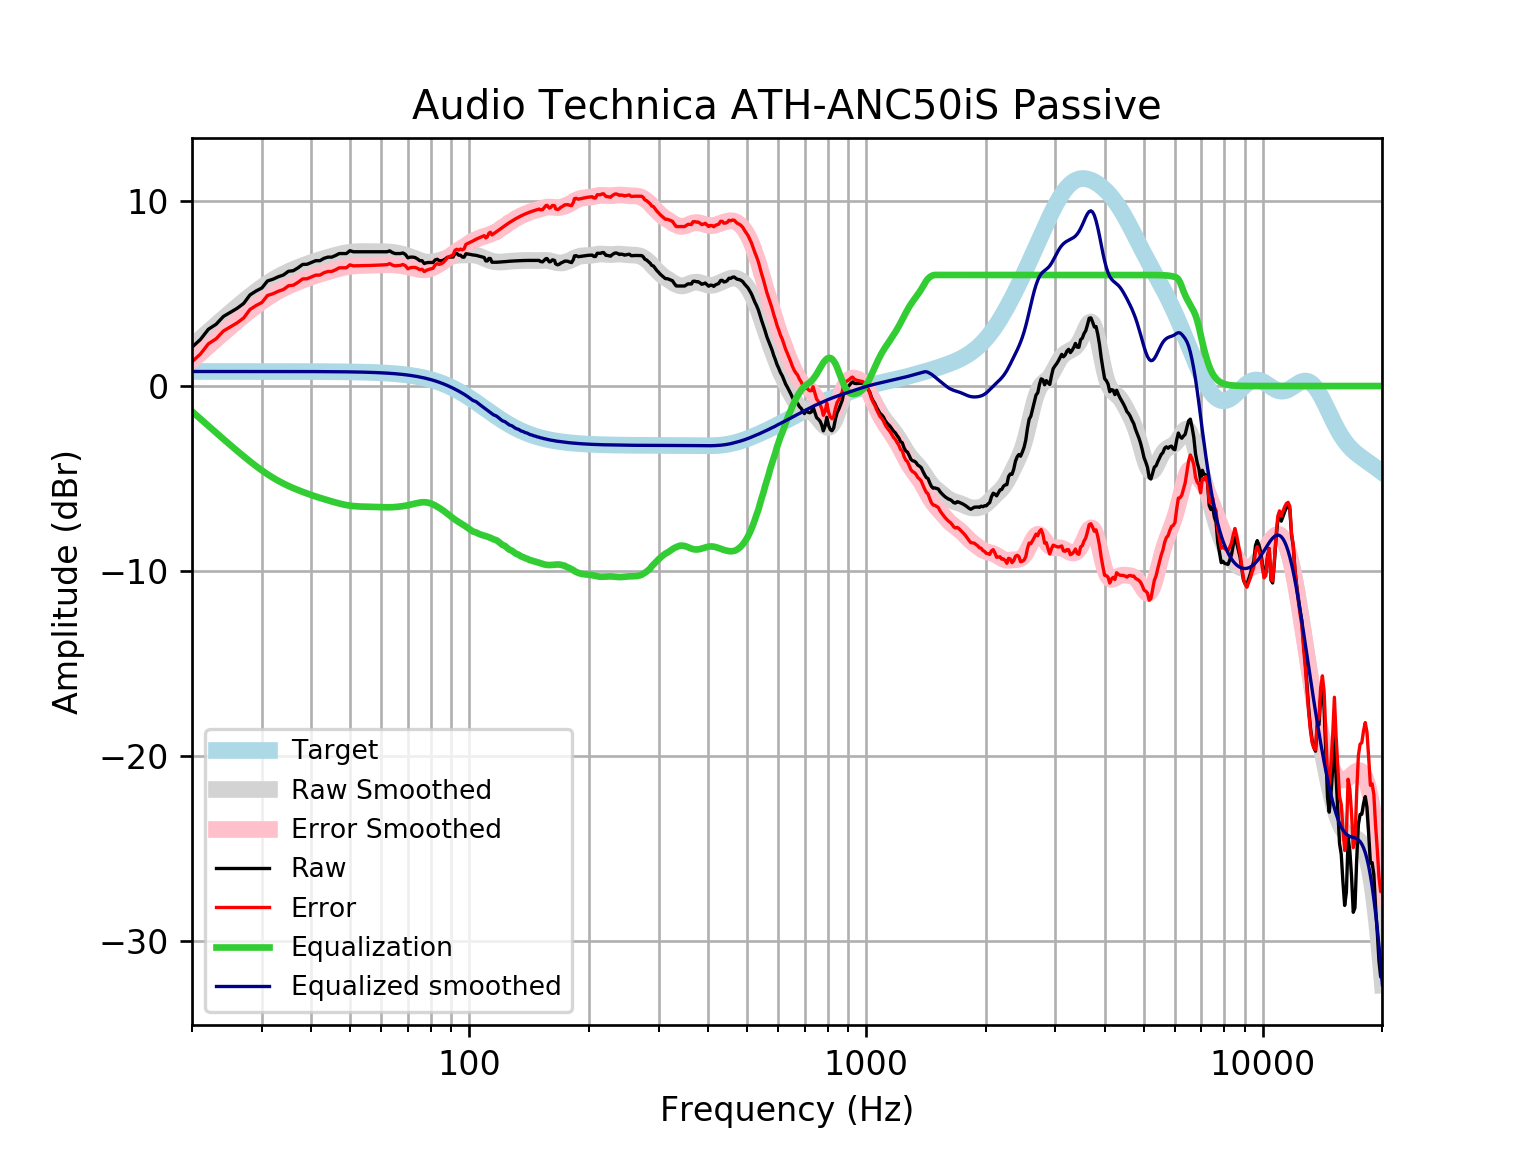 Audio Technica ATH-ANC50iS Passive
Amplitude (dBr)
10
0
−10
−20
−30
Target
Raw Smoothed
Error Smoothed
Raw
Error
Equalization
Equalized smoothed
100 1000 10000
Frequency (Hz)